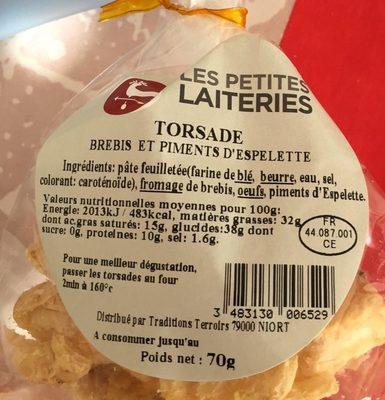 LES PETITES
LAITERIES
TORSADE
BREBIS ET PIMENTS D'ESPELETTE
Ingrédients: pâte feuilletée(farine de blé, beurre, eau, sel,
colorant: caroténoïde), fromage de brebis, oeufs, piments d'Espelette.
Valeurs nutritionnelles moyennes pour 100g:
Energie: 2013kJ / 483kcal, matières grasses: 32g
dont ac.gras saturés: 15g, glucides:38g dont
sucre: 0g, proteines: 10g, sel: 1.6g.
FR
44.087.001
CE
Pour une meilleur dégustation,
passer les torsades au four
2min à 160°c
3 483130 006529
Distribué par Traditions Terroirs 79000 NIORT
A consommer jusqu'au
Poids net : 70g